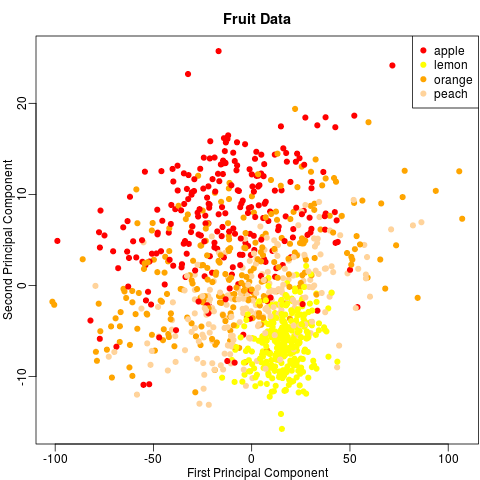 Fruit Data
apple
lemon
orange
peach
20
10
0
-10
Second Principal Component
-100
-50
0
50
100
First Principal Component